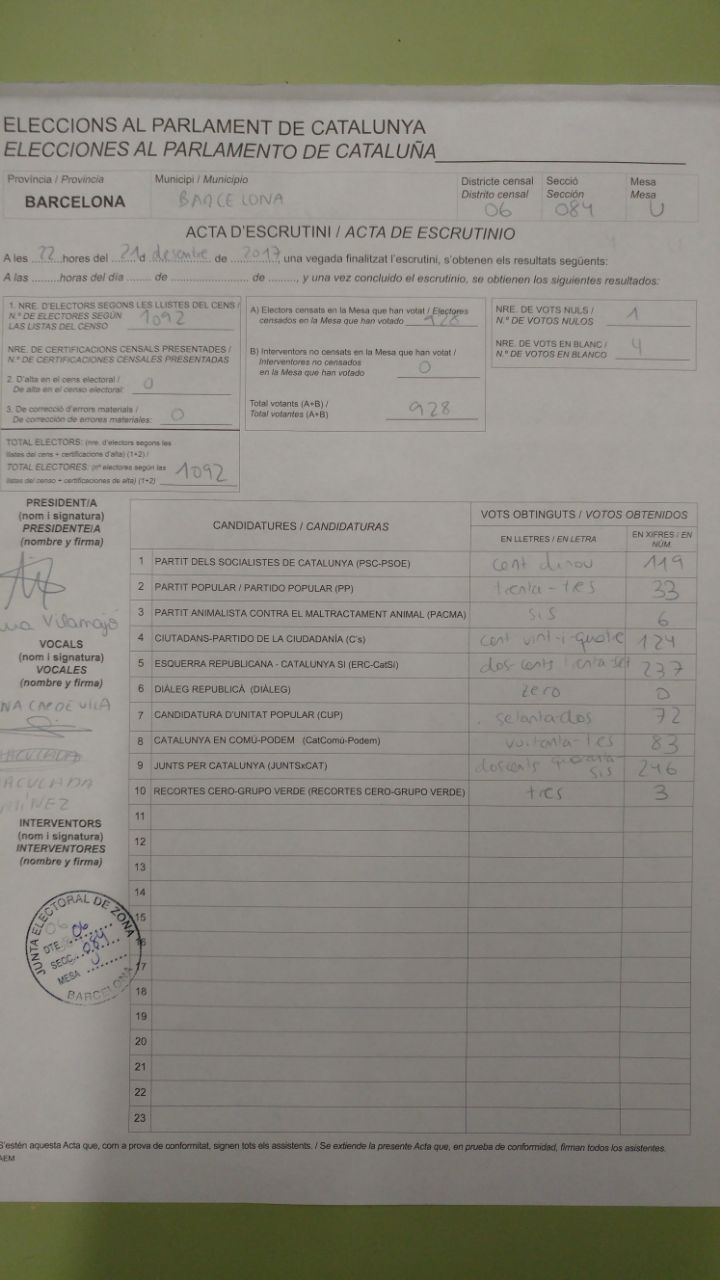 ELECCIONS AL PARLAMENT DE CATALUNYA
ELECCIONES AL PARLAMENTO DE CATALUÑA
Província / Provincia
BARCELONA
Municipi / Municipio
BARCELONA
Districte censal
Distrito censal
06
Secció
Sección
084
Mesa
Mesa
U
ACTA D'ESCRUTINI / ACTA DE ESCRUTINIO
A les 22 hores del 21 d desembre de 2017, una vegada finalitzat l'escrutini, s'obtenen els resultats següents:
A las ......... horas del día ....... de ....................... de ........, y una vez concluido el escrutinio, se obtienen los siguientes resultados:
1. NRE. D'ELECTORS SEGONS LES LLISTES DEL CENS /
N.º DE ELECTORES SEGÚN
LAS LISTAS DEL CENSO 1092
NRE. DE CERTIFICACIONS CENSALS PRESENTADES /
N.º DE CERTIFICACIONES CENSALES PRESENTADAS
2. D'alta en el cens electoral /
De alta en el censo electoral: 0
3. De correcció d'errors materials /
De corrección de errores materiales: 0
TOTAL ELECTORS: (nre. d'electors segons les
llistes del cens + certificacions d'alta) (1+2) /
TOTAL ELECTORES: (nº electores según las
listas del censo + certificaciones de alta) (1+2) 1092
A) Electors censats en la Mesa que han votat / Electores
censados en la Mesa que han votado 928
B) Interventors no censats en la Mesa que han votat /
Interventores no censados
en la Mesa que han votado 0
Total votants (A+B) /
Total votantes (A+B) 928
NRE. DE VOTS NULS /
N.º DE VOTOS NULOS 1
NRE. DE VOTS EN BLANC /
N.º DE VOTOS EN BLANCO 4
PRESIDENT/A
(nom i signatura)
PRESIDENTE/A
(nombre y firma)
Vilamajó
VOCALS
(nom i signatura)
VOCALES
(nombre y firma)
NA CAPDEVILA
ACULADA
INEZ
INTERVENTORS
(nom i signatura)
INTERVENTORES
(nombre y firma)
CANDIDATURES / CANDIDATURAS
VOTS OBTINGUTS / VOTOS OBTENIDOS
EN LLETRES / EN LETRA
EN XIFRES / EN NÚM.
1 PARTIT DELS SOCIALISTES DE CATALUNYA (PSC-PSOE) cent dinou 119
2 PARTIT POPULAR / PARTIDO POPULAR (PP) trenta-tres 33
3 PARTIT ANIMALISTA CONTRA EL MALTRACTAMENT ANIMAL (PACMA) sis 6
4 CIUTADANS-PARTIDO DE LA CIUDADANÍA (C's) cent vint-i-quatre 124
5 ESQUERRA REPUBLICANA - CATALUNYA SI (ERC-CatSí) dos-cents trenta-set 237
6 DIÀLEG REPUBLICÀ (DIÀLEG) zero 0
7 CANDIDATURA D'UNITAT POPULAR (CUP) setanta-dos 72
8 CATALUNYA EN COMÚ-PODEM (CatComú-Podem) vuitanta-tres 83
9 JUNTS PER CATALUNYA (JUNTSxCAT) doscents quaranta-sis 246
10 RECORTES CERO-GRUPO VERDE (RECORTES CERO-GRUPO VERDE) tres 3
11
12
13
14
15
16
17
18
19
20
21
22
23
JUNTA ELECTORAL DE ZONA
DTE. 06
SECC. 084
MESA U
BARCELONA
S'estén aquesta Acta que, com a prova de conformitat, signen tots els assistents. / Se extiende la presente Acta que, en prueba de conformidad, firman todos los asistentes.
AEM